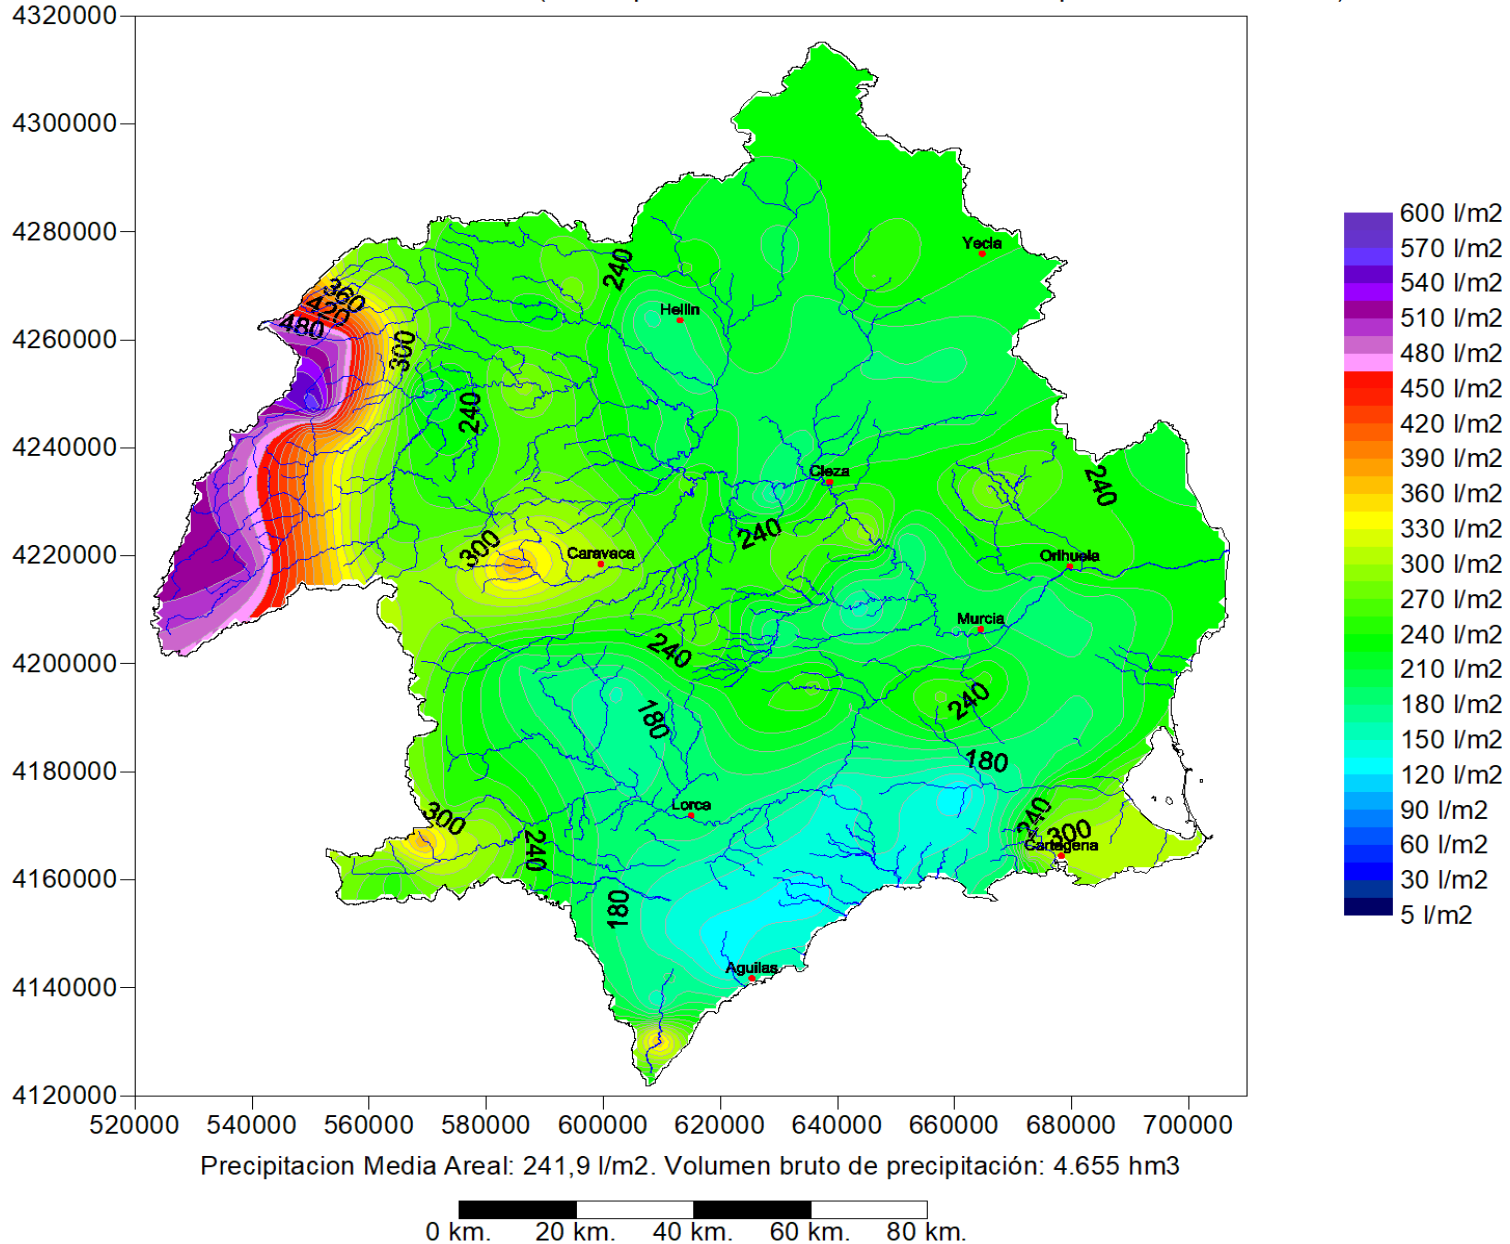 4320000
4300000
4280000
4260000
4240000
4220000
4200000
4180000
4160000
4140000
4120000
520000 540000 560000 580000 600000 620000 640000 660000 680000 700000
Yecla
240
Hellin
360
420
480
300
240
Cieza
240
240
300
Caravaca
Orihuela
Murcia
240
240
180
180
Lorca
300
240
240
300
Cartagena
180
Aguilas
600 l/m2
570 l/m2
540 l/m2
510 l/m2
480 l/m2
450 l/m2
420 l/m2
390 l/m2
360 l/m2
330 l/m2
300 l/m2
270 l/m2
240 l/m2
210 l/m2
180 l/m2
150 l/m2
120 l/m2
90 l/m2
60 l/m2
30 l/m2
5 l/m2
Precipitacion Media Areal: 241,9 l/m2. Volumen bruto de precipitación: 4.655 hm3
0 km. 20 km. 40 km. 60 km. 80 km.